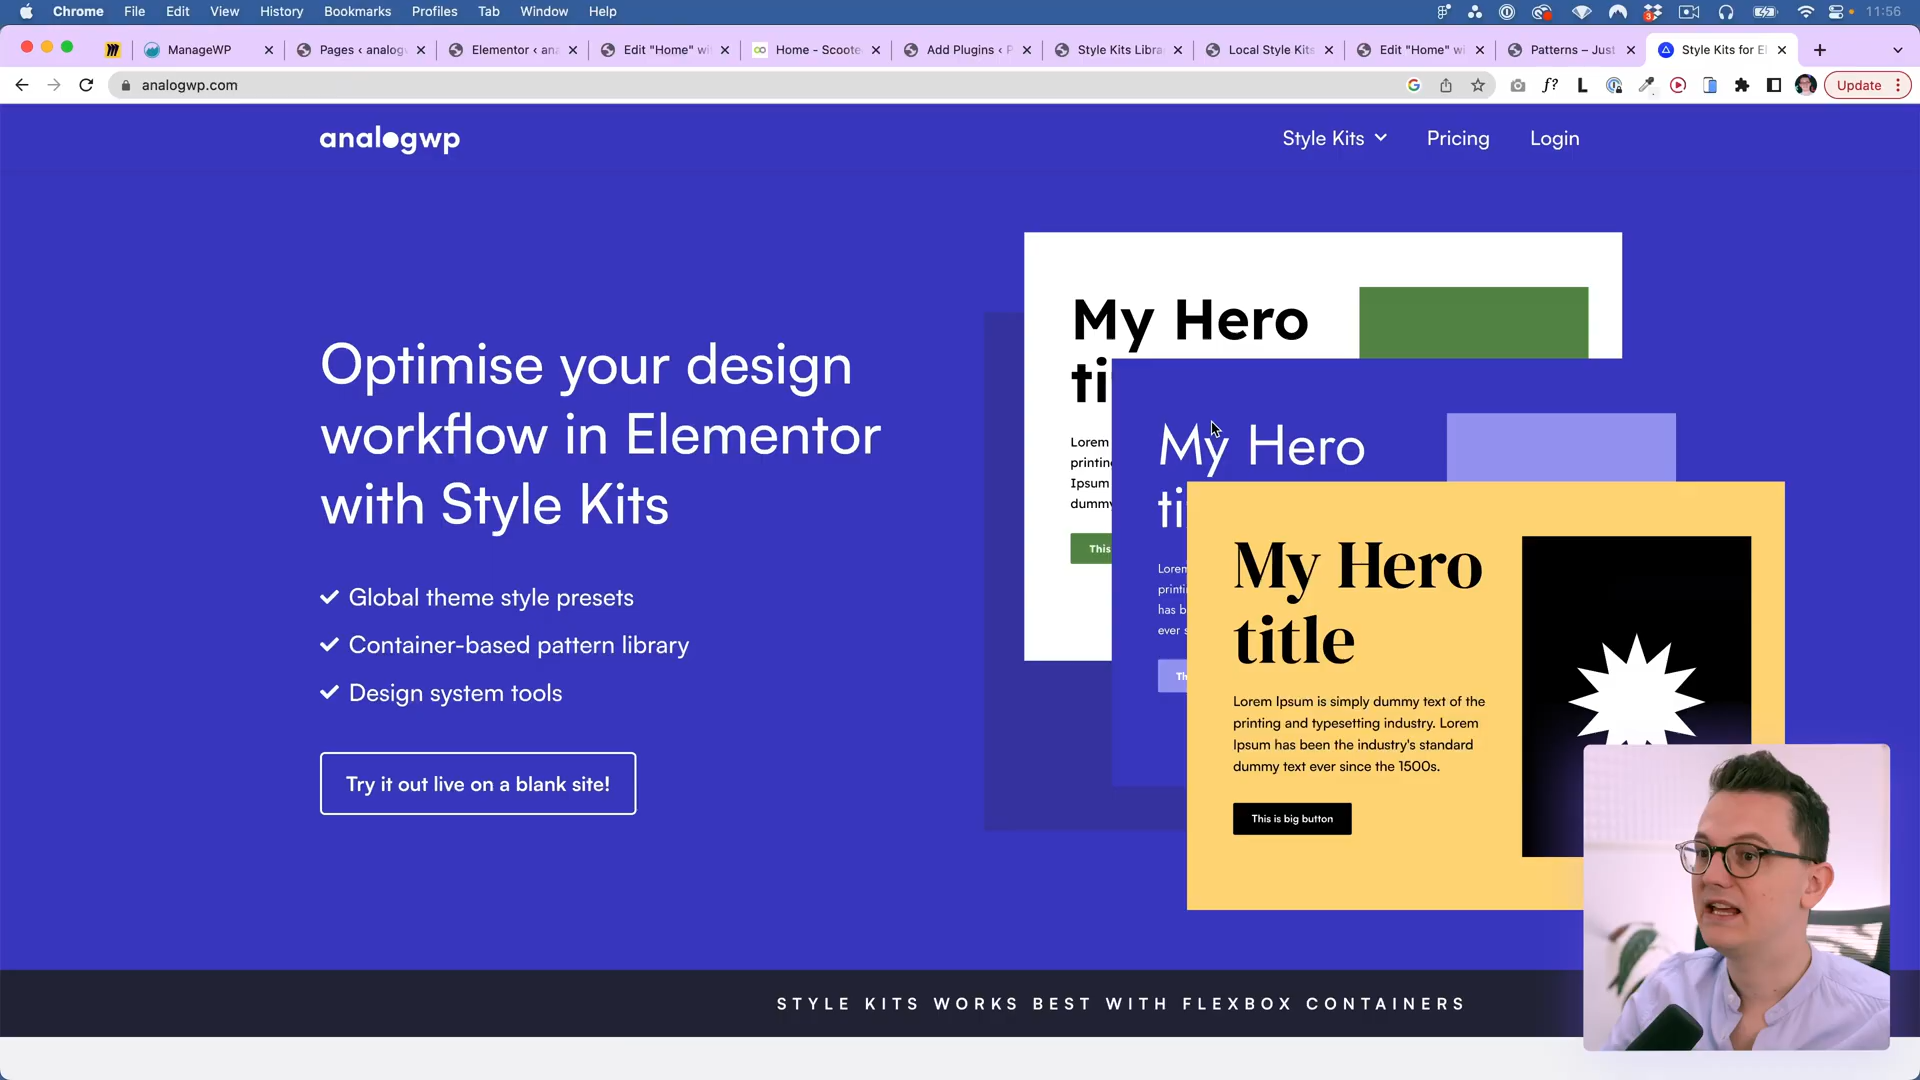 Chrome File Edit View History Bookmarks Profiles Tab Window Help 11:56
ManageWP Pages ‹ analog Elementor ‹ an Edit "Home" wi Home - Scoote Add Plugins ‹ Style Kits Libra Local Style Kits Edit "Home" wi Patterns – Just Style Kits for El
analogwp.com Update
analogwp Style Kits Pricing Login
Optimise your design
workflow in Elementor
with Style Kits
Global theme style presets
Container-based pattern library
Design system tools
Try it out live on a blank site!
My Hero
ti
Lorem
printin
Ipsum
dummy
This
My Hero
ti
Lorem
printi
has b
ever s
Th
My Hero
title
Lorem Ipsum is simply dummy text of the
printing and typesetting industry. Lorem
Ipsum has been the industry's standard
dummy text ever since the 1500s.
This is big button
STYLE KITS WORKS BEST WITH FLEXBOX CONTAINERS